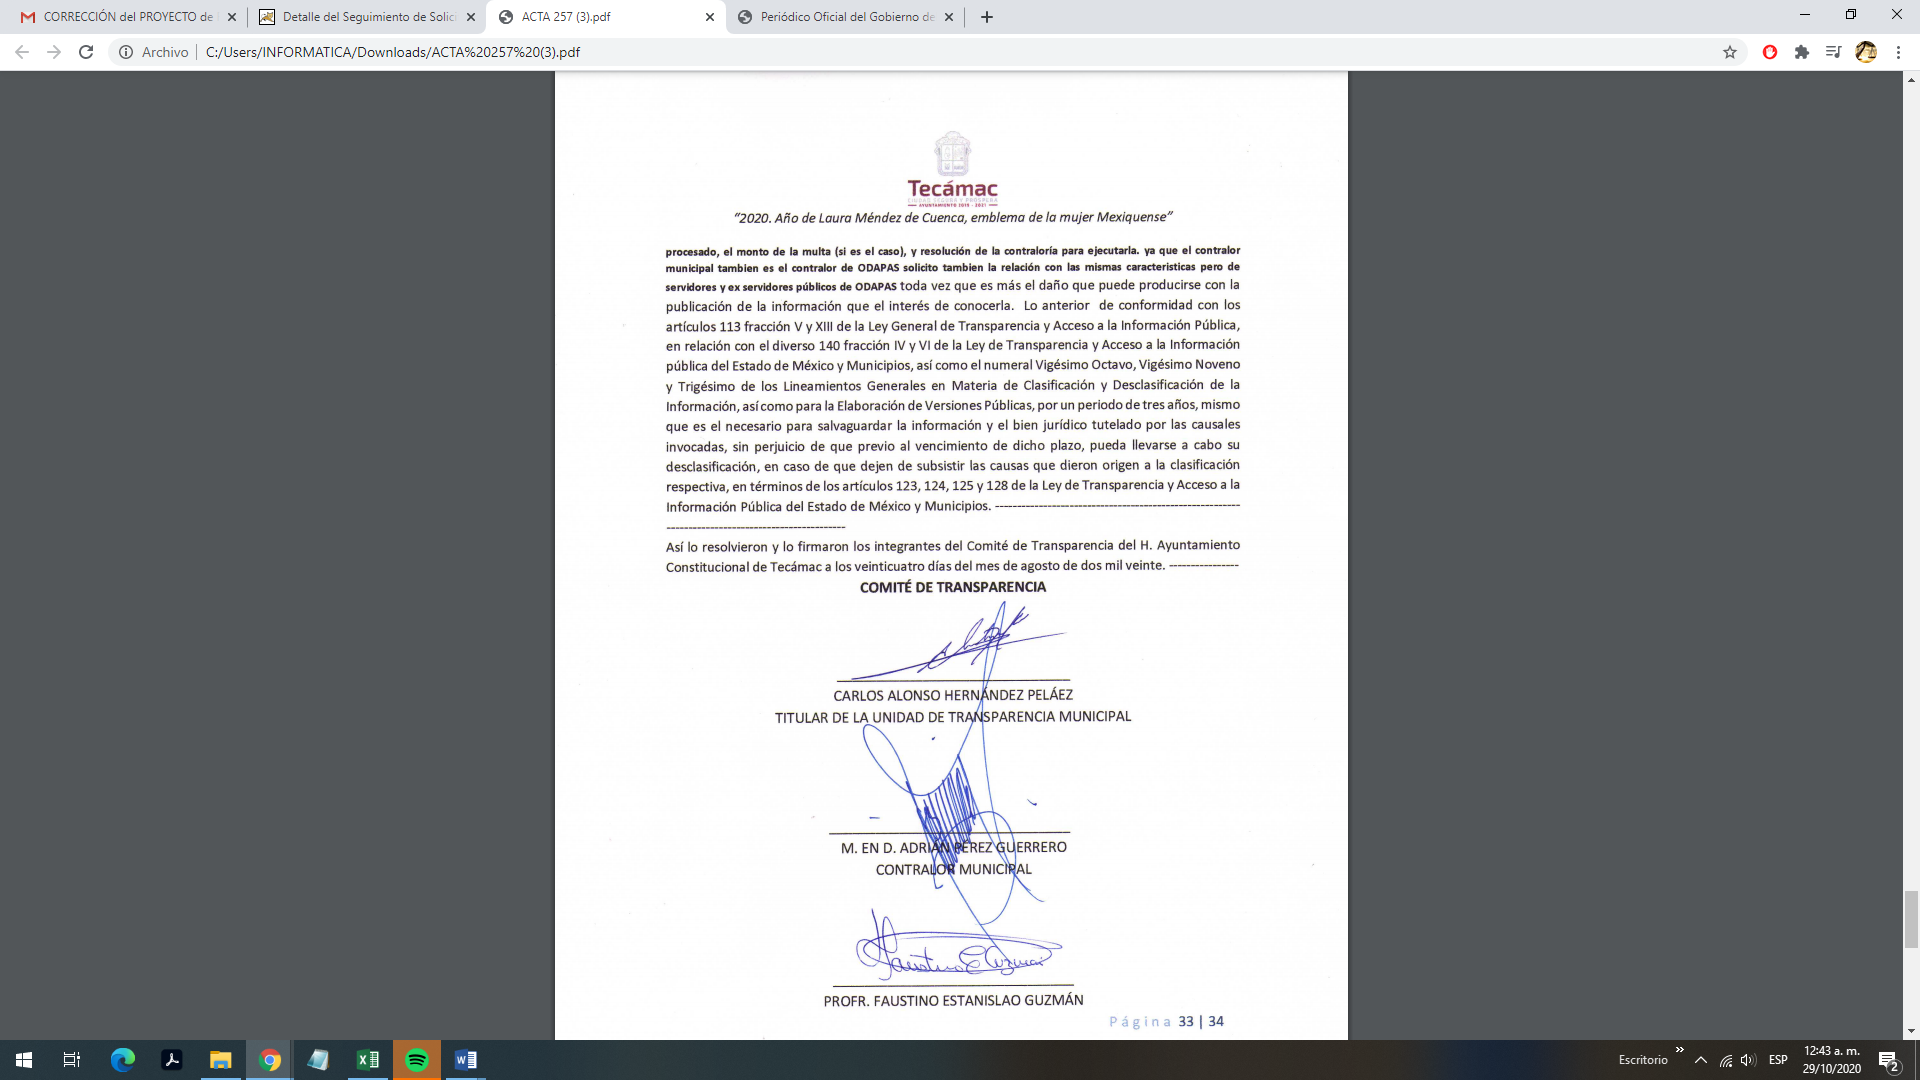 CORRECCIÓN del PROYECTO de
Detalle del Seguimiento de Solici
ACTA 257 (3).pdf
Periódico Oficial del Gobierno de
Archivo
C:/Users/INFORMATICA/Downloads/ACTA%20257%20(3).pdf
Tecámac
CIUDAD SEGURA Y PRÓSPERA
AYUNTAMIENTO 2019 - 2021
“2020. Año de Laura Méndez de Cuenca, emblema de la mujer Mexiquense”
procesado, el monto de la multa (si es el caso), y resolución de la contraloría para ejecutarla. ya que el contralor
municipal tambien es el contralor de ODAPAS solicito tambien la relación con las mismas caracteristicas pero de
servidores y ex servidores públicos de ODAPAS toda vez que es más el daño que puede producirse con la
publicación de la información que el interés de conocerla. Lo anterior de conformidad con los
artículos 113 fracción V y XIII de la Ley General de Transparencia y Acceso a la Información Pública,
en relación con el diverso 140 fracción IV y VI de la Ley de Transparencia y Acceso a la Información
pública del Estado de México y Municipios, así como el numeral Vigésimo Octavo, Vigésimo Noveno
y Trigésimo de los Lineamientos Generales en Materia de Clasificación y Desclasificación de la
Información, así como para la Elaboración de Versiones Públicas, por un periodo de tres años, mismo
que es el necesario para salvaguardar la información y el bien jurídico tutelado por las causales
invocadas, sin perjuicio de que previo al vencimiento de dicho plazo, pueda llevarse a cabo su
desclasificación, en caso de que dejen de subsistir las causas que dieron origen a la clasificación
respectiva, en términos de los artículos 123, 124, 125 y 128 de la Ley de Transparencia y Acceso a la
Información Pública del Estado de México y Municipios. --------------------------------------------------------
-----------------------------------------
Así lo resolvieron y lo firmaron los integrantes del Comité de Transparencia del H. Ayuntamiento
Constitucional de Tecámac a los veinticuatro días del mes de agosto de dos mil veinte. ----------------
COMITÉ DE TRANSPARENCIA
CARLOS ALONSO HERNÁNDEZ PELÁEZ
TITULAR DE LA UNIDAD DE TRANSPARENCIA MUNICIPAL
M. EN D. ADRIÁN PÉREZ GUERRERO
CONTRALOR MUNICIPAL
Faustino E Guzmán
PROFR. FAUSTINO ESTANISLAO GUZMÁN
Página 33 | 34
Escritorio
ESP
12:43 a. m.
29/10/2020
2